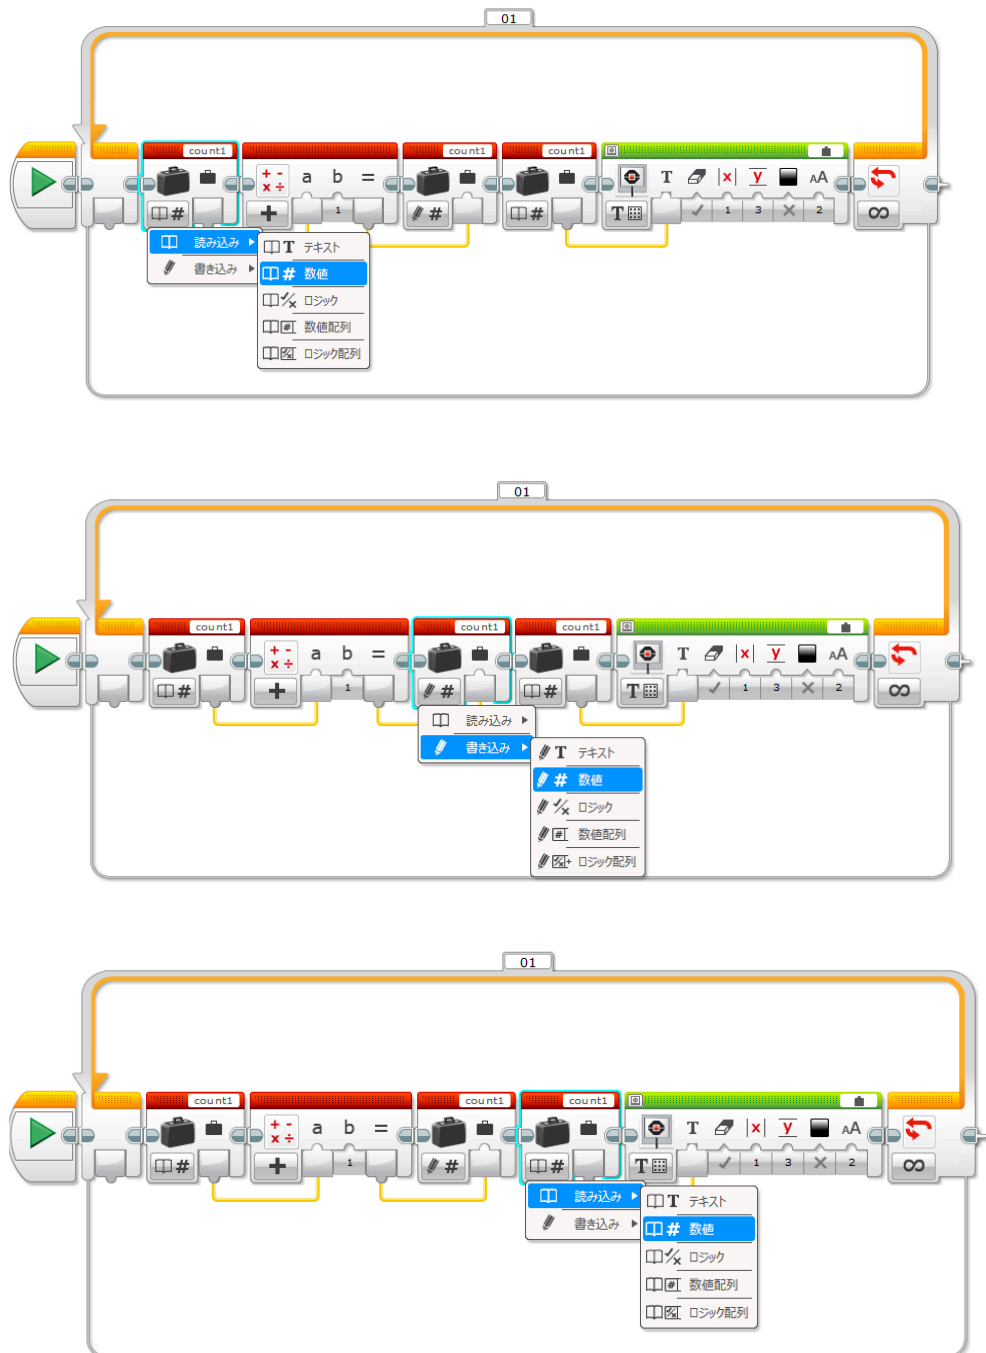 01
count1 count1 count1
a b = T x y AA
# 1 # # T 1 3 2
読み込み
書き込み
T テキスト
# 数値
ロジック
# 数値配列
ロジック配列
01
count1 count1 count1
a b = T x y AA
# 1 # # T 1 3 2
読み込み
書き込み
T テキスト
# 数値
ロジック
# 数値配列
ロジック配列
01
count1 count1 count1
a b = T x y AA
# 1 # # T 1 3 2
読み込み
書き込み
T テキスト
# 数値
ロジック
# 数値配列
ロジック配列